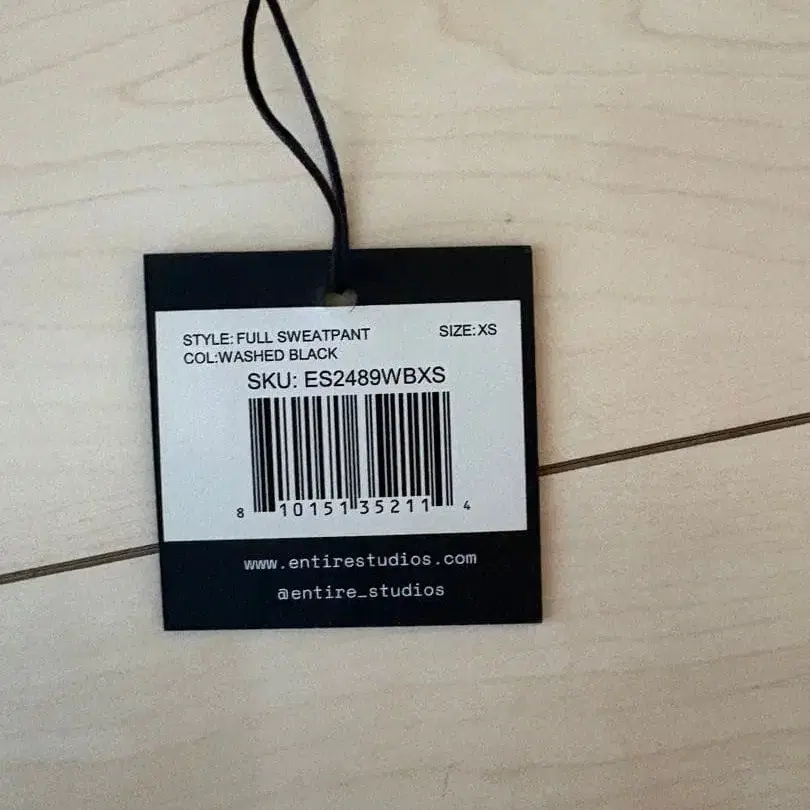 STYLE: FULL SWEATPANT SIZE: XS
COL:WASHED BLACK
SKU: ES2489WBXS
8 10151 35211 4
www.entirestudios.com
@entire_studios